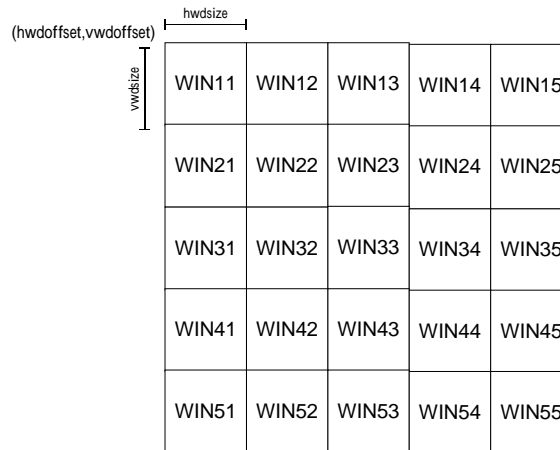 hwdsize
(hwdoffset,vwdoffset)
vwdsize
WIN11 WIN12 WIN13 WIN14 WIN15
WIN21 WIN22 WIN23 WIN24 WIN25
WIN31 WIN32 WIN33 WIN34 WIN35
WIN41 WIN42 WIN43 WIN44 WIN45
WIN51 WIN52 WIN53 WIN54 WIN55